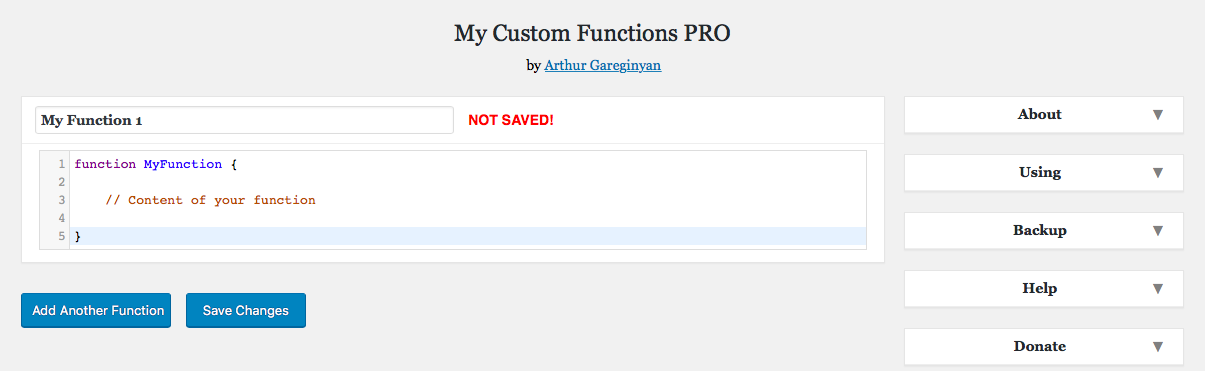 My Custom Functions PRO
by Arthur Gareginyan
My Function 1
NOT SAVED!
1 function MyFunction {
2
3 // Content of your function
4
5 }
Add Another Function
Save Changes
About ▼
Using ▼
Backup ▼
Help ▼
Donate ▼